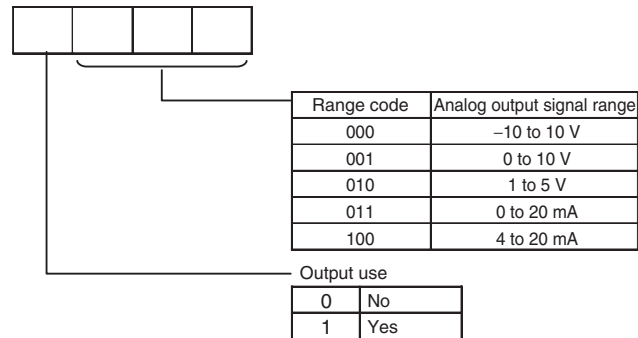 Range code Analog output signal range
000 −10 to 10 V
001 0 to 10 V
010 1 to 5 V
011 0 to 20 mA
100 4 to 20 mA
Output use
0 No
1 Yes